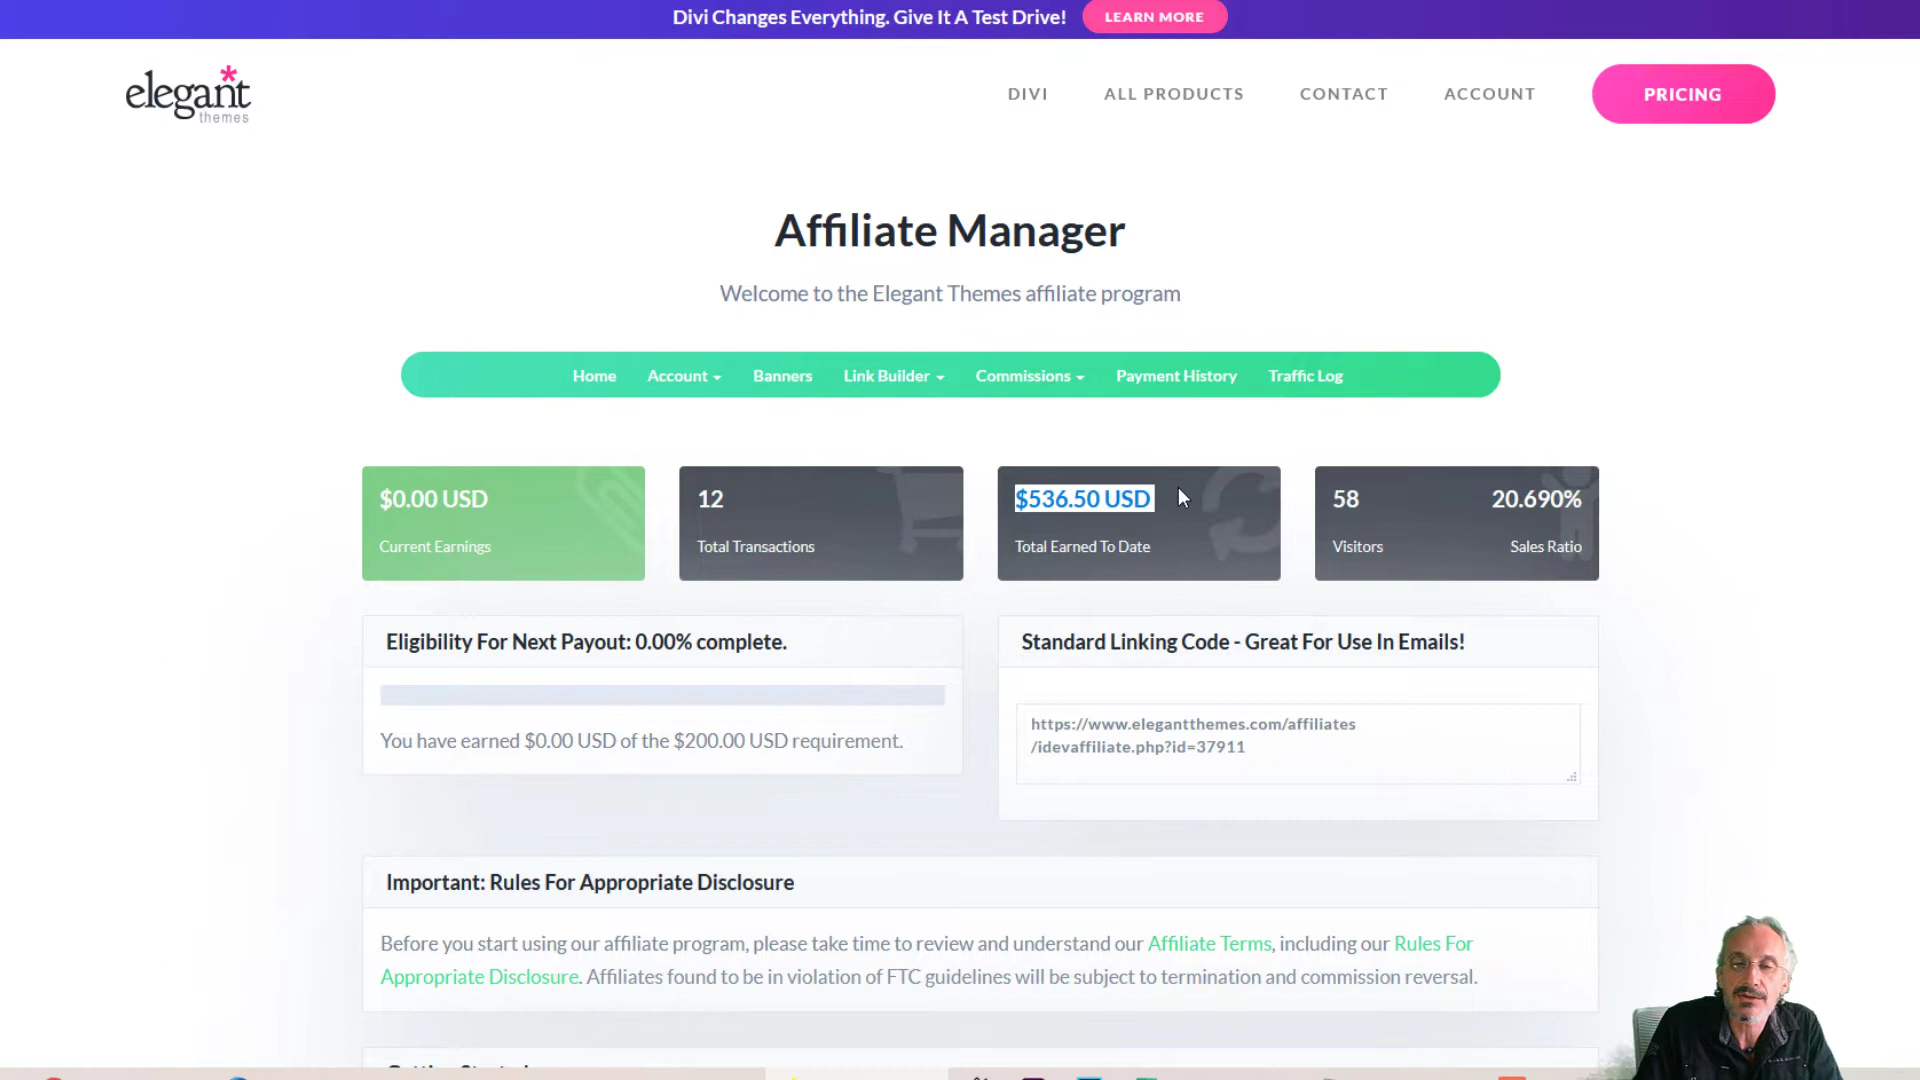 Divi Changes Everything. Give It A Test Drive! LEARN MORE
elegant themes
DIVI ALL PRODUCTS CONTACT ACCOUNT PRICING
Affiliate Manager
Welcome to the Elegant Themes affiliate program
Home Account Banners Link Builder Commissions Payment History Traffic Log
$0.00 USD
Current Earnings
12
Total Transactions
$536.50 USD
Total Earned To Date
58 20.690%
Visitors Sales Ratio
Eligibility For Next Payout: 0.00% complete.
You have earned $0.00 USD of the $200.00 USD requirement.
Standard Linking Code - Great For Use In Emails!
https://www.elegantthemes.com/affiliates
/idevaffiliate.php?id=37911
Important: Rules For Appropriate Disclosure
Before you start using our affiliate program, please take time to review and understand our Affiliate Terms, including our Rules For
Appropriate Disclosure. Affiliates found to be in violation of FTC guidelines will be subject to termination and commission reversal.